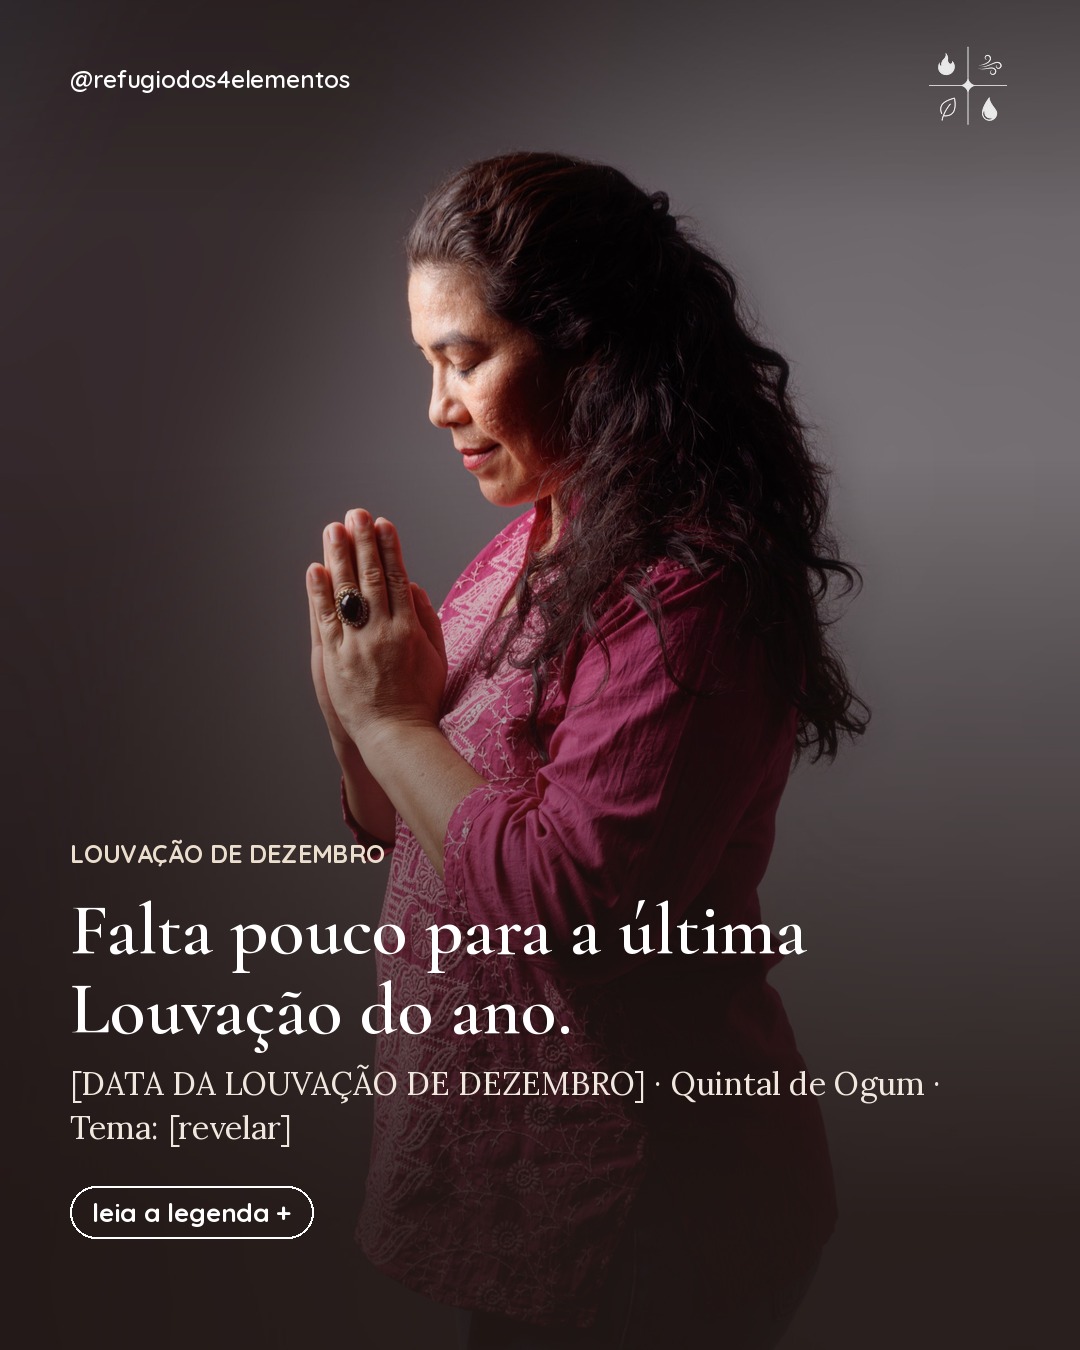 @refugiodos4elementos
LOUVAÇÃO DE DEZEMBRO
Falta pouco para a última
Louvação do ano.
[DATA DA LOUVAÇÃO DE DEZEMBRO] · Quintal de Ogum ·
Tema: [revelar]
leia a legenda +